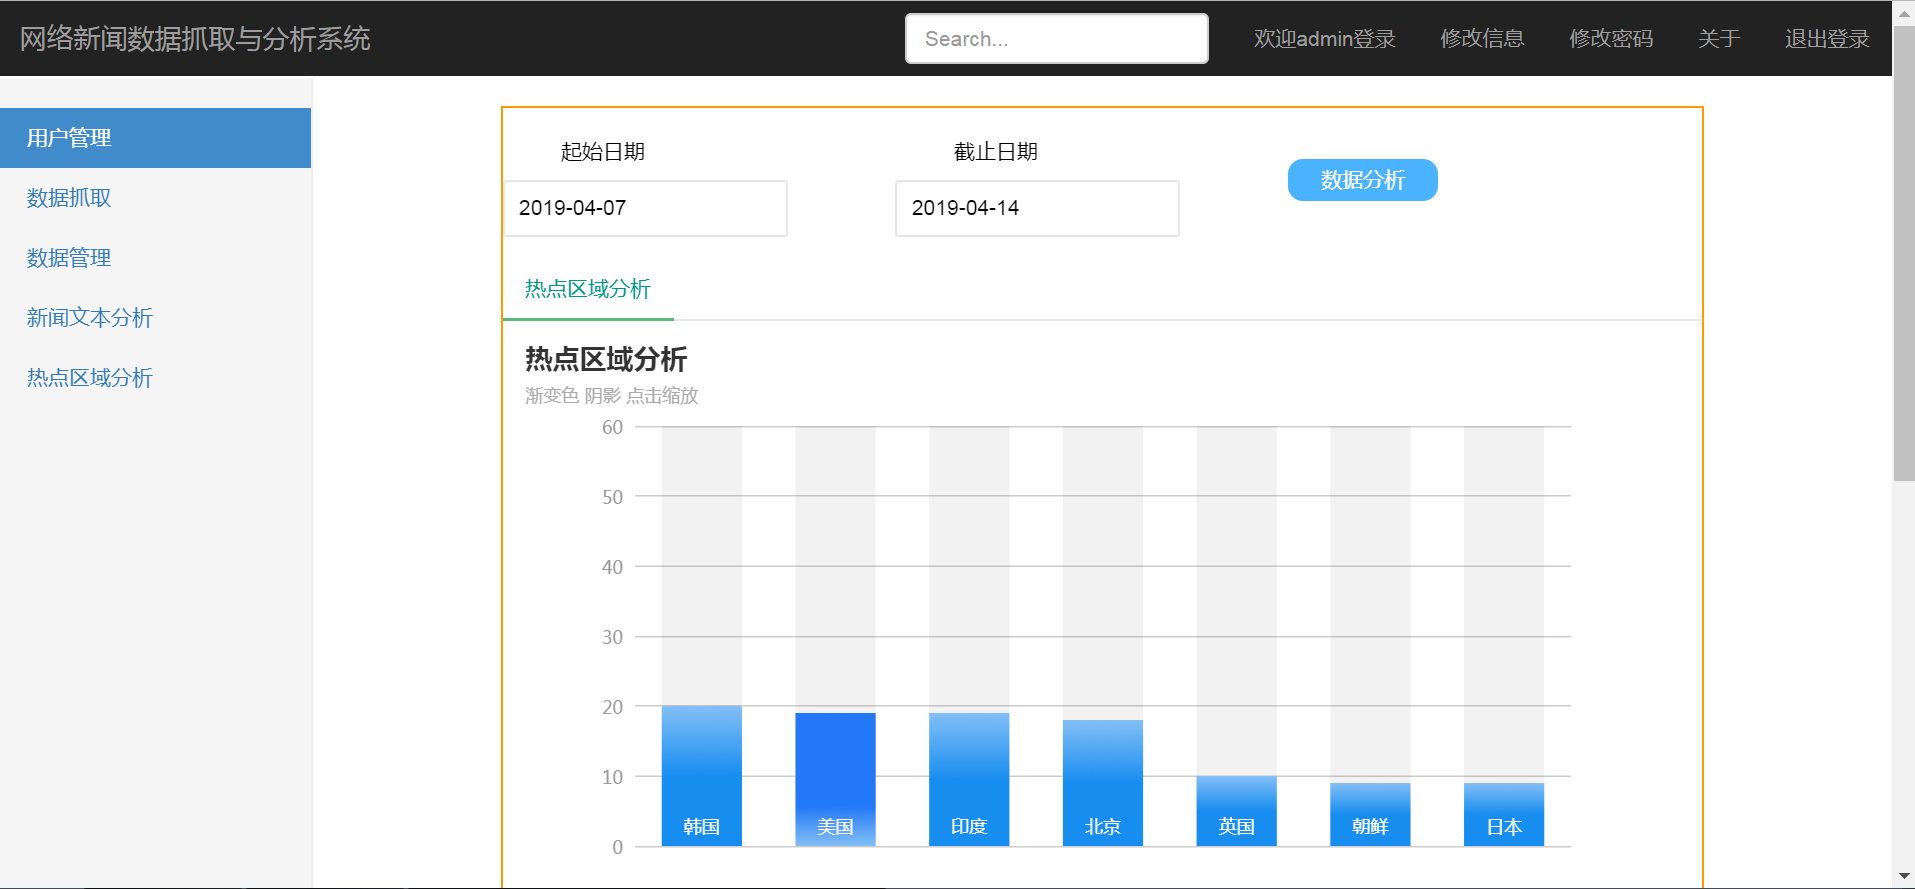 网络新闻数据抓取与分析系统
Search...
欢迎admin登录
修改信息
修改密码
关于
退出登录
用户管理
数据抓取
数据管理
新闻文本分析
热点区域分析
起始日期
截止日期
数据分析
2019-04-07
2019-04-14
热点区域分析
热点区域分析
渐变色 阴影 点击缩放
60
50
40
30
20
10
0
韩国
美国
印度
北京
英国
朝鲜
日本